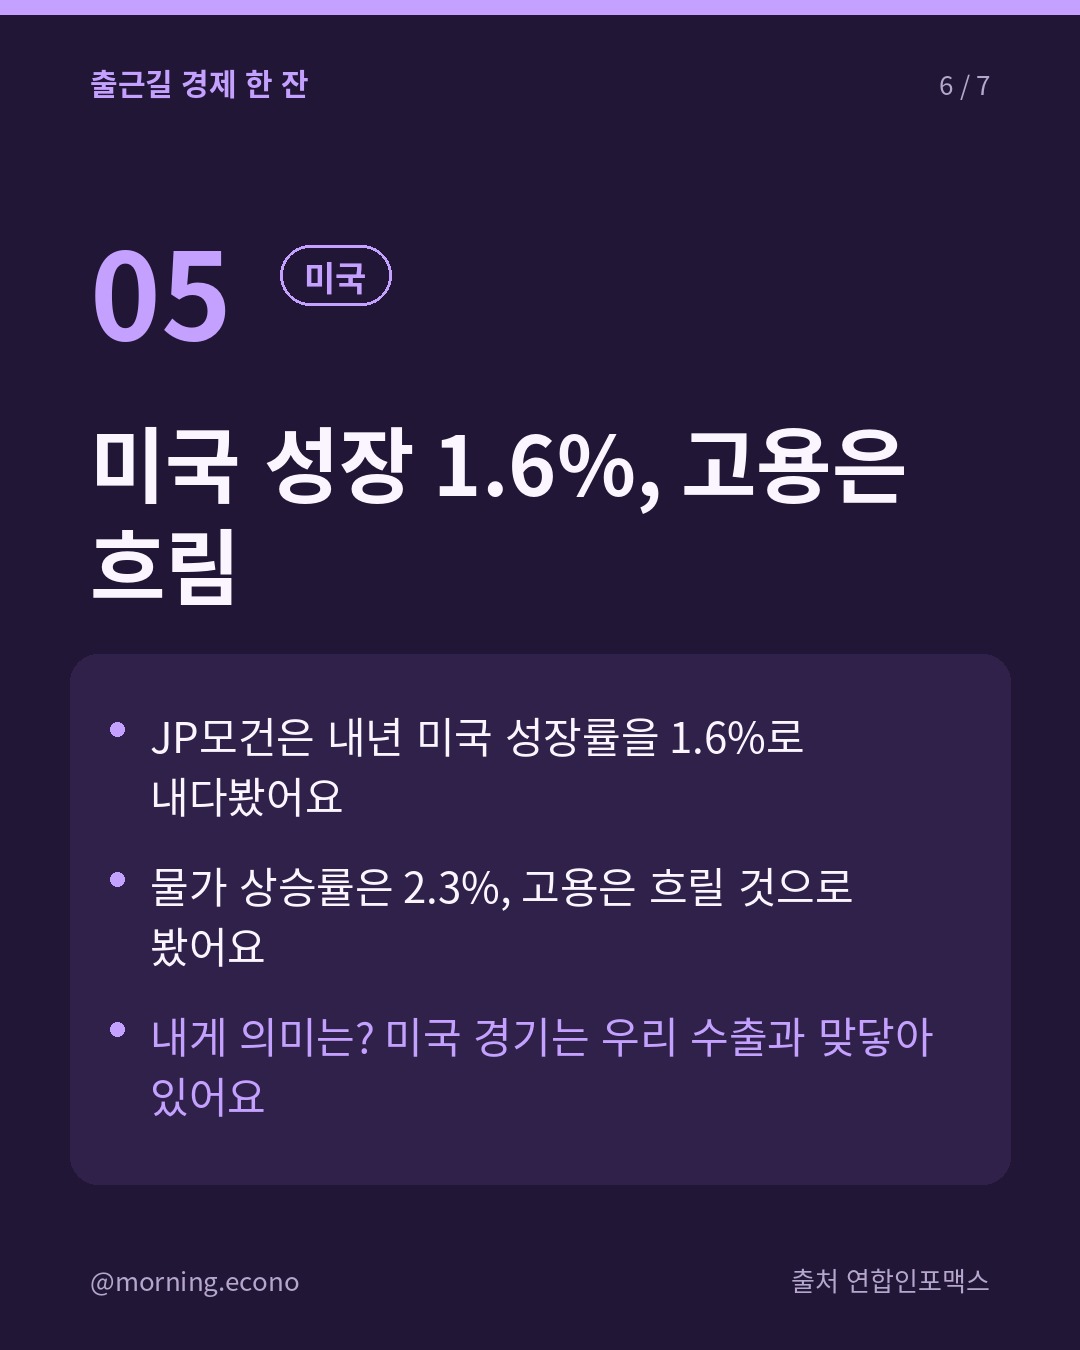 출근길 경제 한 잔
6 / 7
05
미국
미국 성장 1.6%, 고용은
흐림
JP모건은 내년 미국 성장률을 1.6%로
내다봤어요
물가 상승률은 2.3%, 고용은 흐릴 것으로
봤어요
내게 의미는? 미국 경기는 우리 수출과 맞닿아
있어요
@morning.econo
출처 연합인포맥스